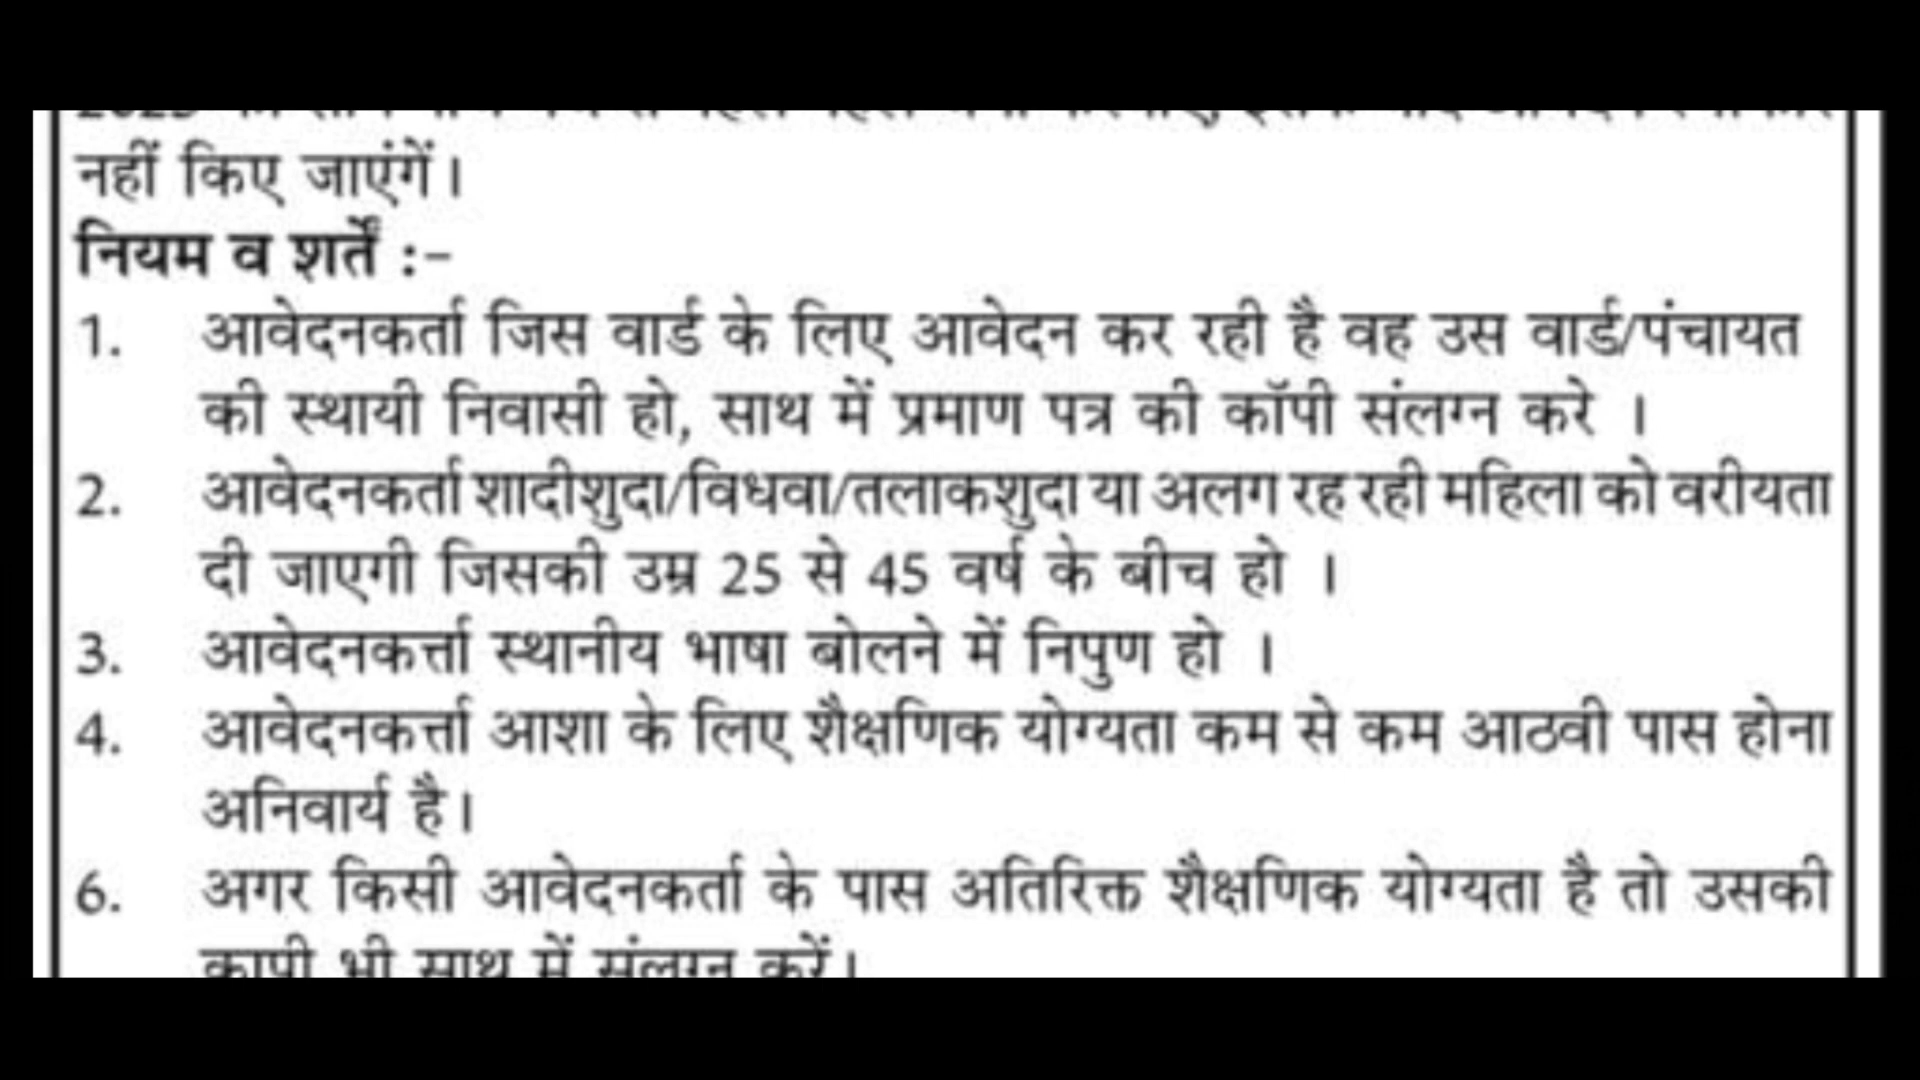 नहीं किए जाएंगें।
नियम व शर्तें :-
1. आवेदनकर्ता जिस वार्ड के लिए आवेदन कर रही है वह उस वार्ड/पंचायत
की स्थायी निवासी हो, साथ में प्रमाण पत्र की कॉपी संलग्न करे ।
2. आवेदनकर्ता शादीशुदा/विधवा/तलाकशुदा या अलग रह रही महिला को वरीयता
दी जाएगी जिसकी उम्र 25 से 45 वर्ष के बीच हो ।
3. आवेदनकर्त्ता स्थानीय भाषा बोलने में निपुण हो ।
4. आवेदनकर्त्ता आशा के लिए शैक्षणिक योग्यता कम से कम आठवी पास होना
अनिवार्य है।
6. अगर किसी आवेदनकर्ता के पास अतिरिक्त शैक्षणिक योग्यता है तो उसकी
कापी भी साथ में संलग्न करें।